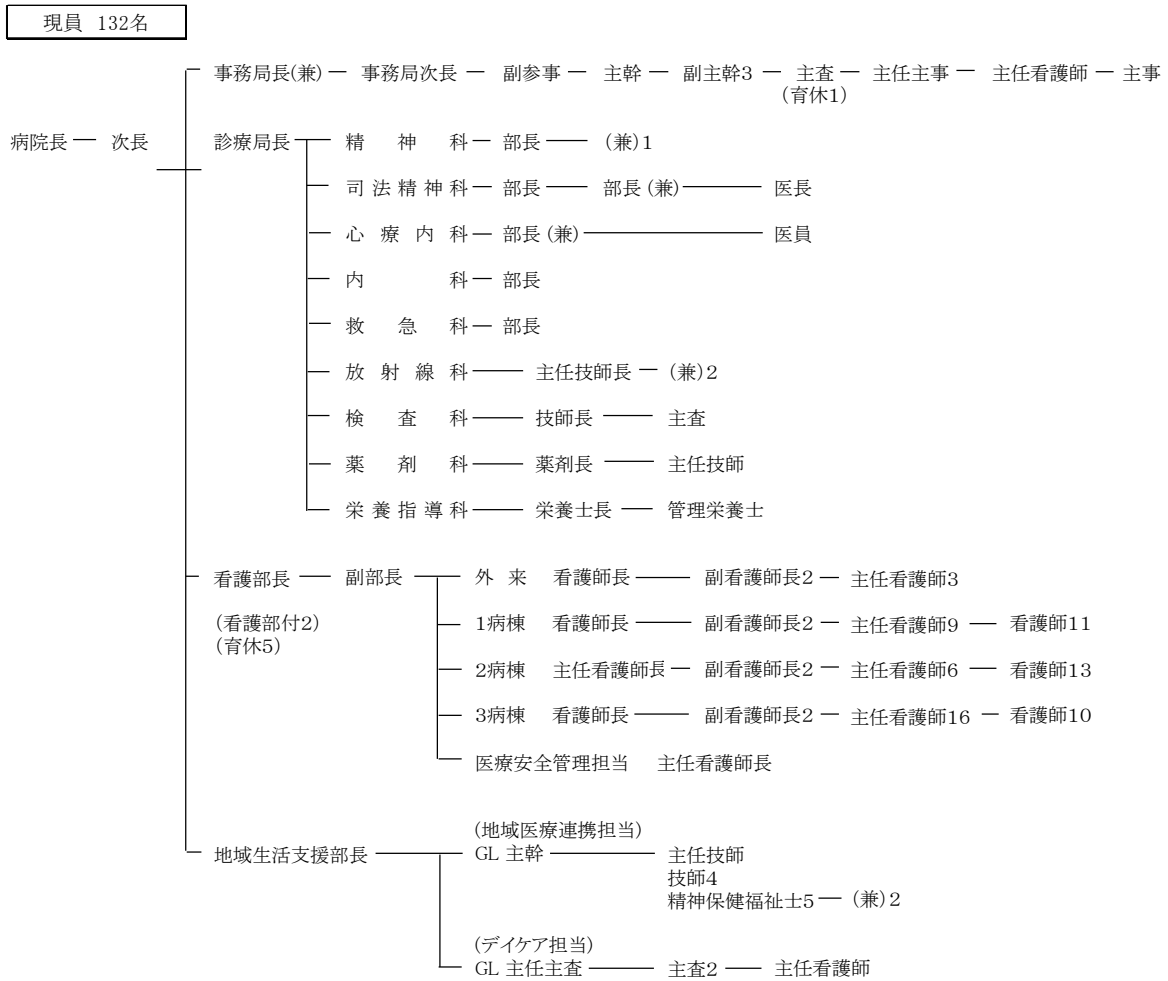 現員 132名
事務局長(兼) 事務局次長 副参事 主幹 副主幹3 主査 主任主事 主任看護師 主事
(育休1)
病院長 次長 診療局長 精神科 部長 (兼)1
司法精神科 部長 部長(兼) 医長
心療内科 部長(兼) 医員
内科 部長
救急科 部長
放射線科 主任技師長 (兼)2
検査科 技師長 主査
薬剤科 薬剤長 主任技師
栄養指導科 栄養士長 管理栄養士
看護部長 副部長 外来 看護師長 副看護師長2 主任看護師3
(看護部付2) 1病棟 看護師長 副看護師長2 主任看護師9 看護師11
(育休5)
2病棟 主任看護師長 副看護師長2 主任看護師6 看護師13
3病棟 看護師長 副看護師長2 主任看護師16 看護師10
医療安全管理担当 主任看護師長
(地域医療連携担当)
地域生活支援部長 GL 主幹 主任技師
技師4
精神保健福祉士5 (兼)2
(デイケア担当)
GL 主任主査 主査2 主任看護師